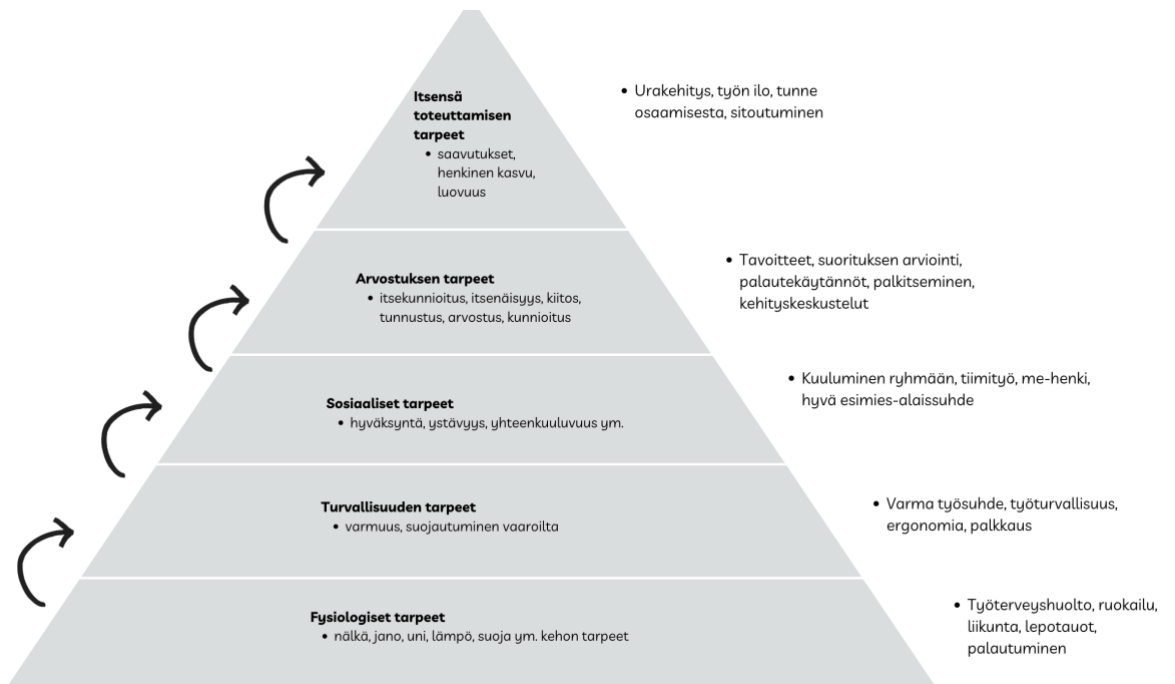 Itsensä
toteuttamisen
tarpeet
• saavutukset,
henkinen kasvu,
luovuus
• Urakehitys, työn ilo, tunne
osaamisesta, sitoutuminen
Arvostuksen tarpeet
• itsekunnioitus, itsenäisyys, kiitos,
tunnustus, arvostus, kunnioitus
• Tavoitteet, suorituksen arviointi,
palautekäytännöt, palkitseminen,
kehityskeskustelut
Sosiaaliset tarpeet
• hyväksyntä, ystävyys, yhteenkuuluvuus ym.
• Kuuluminen ryhmään, tiimityö, me-henki,
hyvä esimies-alaissuhde
Turvallisuuden tarpeet
• varmuus, suojautuminen vaaroilta
• Varma työsuhde, työturvallisuus,
ergonomia, palkkaus
Fysiologiset tarpeet
• nälkä, jano, uni, lämpö, suoja ym. kehon tarpeet
• Työterveyshuolto, ruokailu,
liikunta, lepotauot,
palautuminen